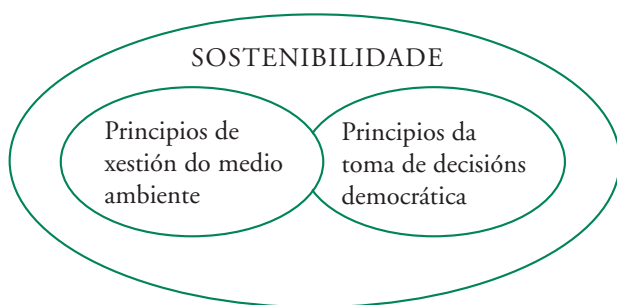 SOSTENIBILIDADE
Principios de
xestión do medio
ambiente
Principios da
toma de decisións
democrática